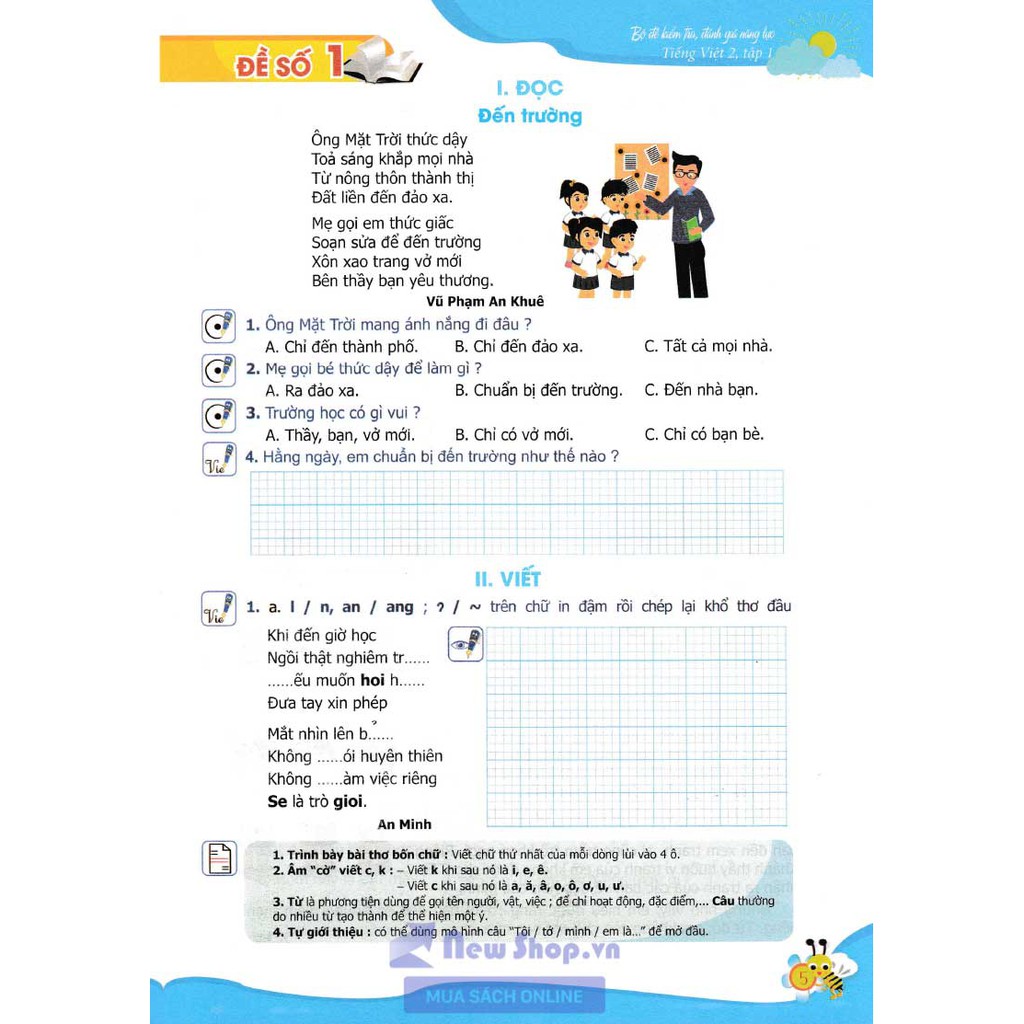 Bộ đề kiểm tra, đánh giá năng lực
Tiếng Việt 2, tập 1
ĐỀ SỐ 1
I. ĐỌC
Đến trường
Ông Mặt Trời thức dậy
Toả sáng khắp mọi nhà
Từ nông thôn thành thị
Đất liền đến đảo xa.
Mẹ gọi em thức giấc
Soạn sửa để đến trường
Xôn xao trang vở mới
Bên thầy bạn yêu thương.
Vũ Phạm An Khuê
1. Ông Mặt Trời mang ánh nắng đi đâu ?
A. Chỉ đến thành phố. B. Chỉ đến đảo xa. C. Tất cả mọi nhà.
2. Mẹ gọi bé thức dậy để làm gì ?
A. Ra đảo xa. B. Chuẩn bị đến trường. C. Đến nhà bạn.
3. Trường học có gì vui ?
A. Thầy, bạn, vở mới. B. Chỉ có vở mới. C. Chỉ có bạn bè.
4. Hằng ngày, em chuẩn bị đến trường như thế nào ?
II. VIẾT
1. a. l / n, an / ang ; ? / ~ trên chữ in đậm rồi chép lại khổ thơ đầu
Khi đến giờ học
Ngồi thật nghiêm tr......
......ếu muốn hoi h......
Đưa tay xin phép
Mắt nhìn lên b̉......
Không ......ói huyên thiên
Không ......àm việc riêng
Se là trò gioi.
An Minh
1. Trình bày bài thơ bốn chữ : Viết chữ thứ nhất của mỗi dòng lùi vào 4 ô.
2. Âm "cờ" viết c, k : – Viết k khi sau nó là i, e, ê.
– Viết c khi sau nó là a, ă, â, o, ô, ơ, u, ư.
3. Từ là phương tiện dùng để gọi tên người, vật, việc ; để chỉ hoạt động, đặc điểm,... Câu thường
do nhiều từ tạo thành để thể hiện một ý.
4. Tự giới thiệu : có thể dùng mô hình câu "Tôi / tớ / mình / em là..." để mở đầu.
New Shop.vn
MUA SÁCH ONLINE
5